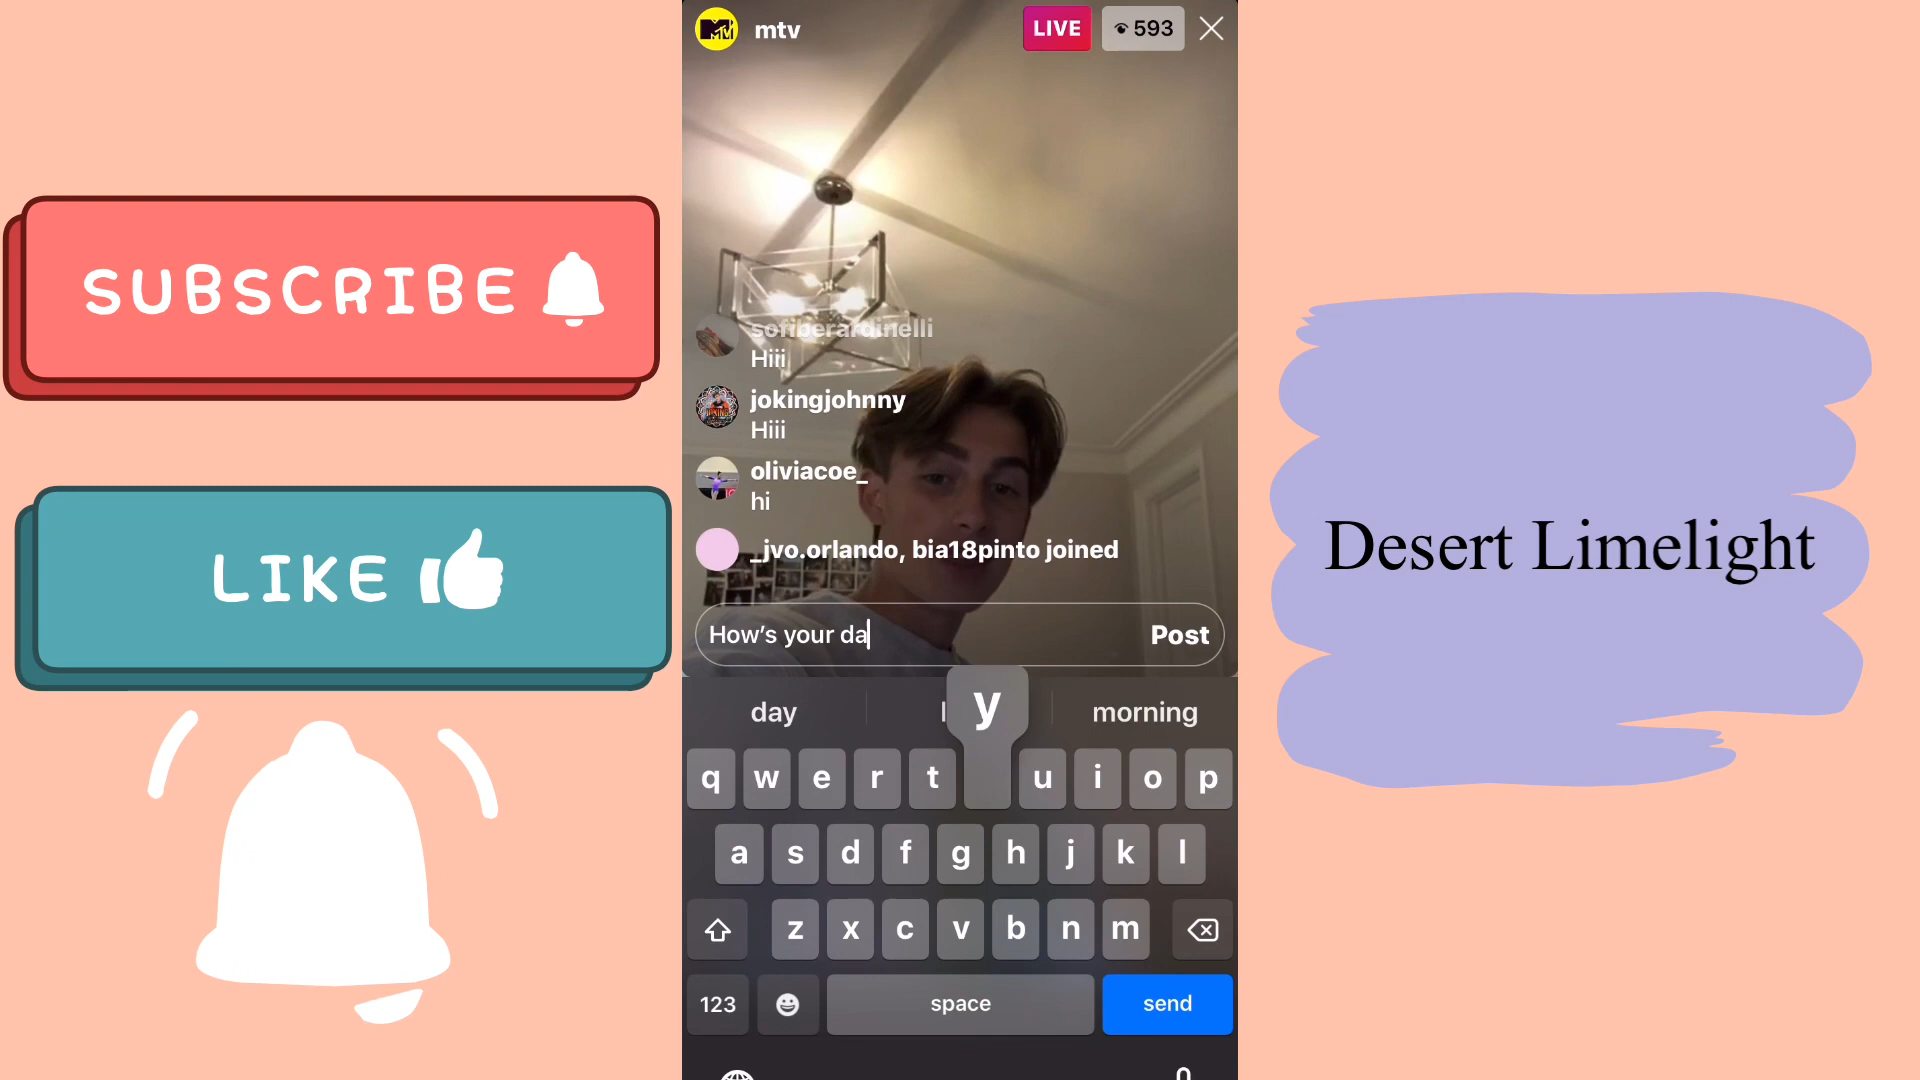 mtv
LIVE
593
SUBSCRIBE
LIKE
sofiberardinelli
Hiii
jokingjohnny
Hiii
oliviacoe_
hi
_jvo.orlando, bia18pinto joined
How's your da
Post
day
morning
y
q w e r t u i o p
a s d f g h j k l
z x c v b n m
123
space
send
Desert Limelight